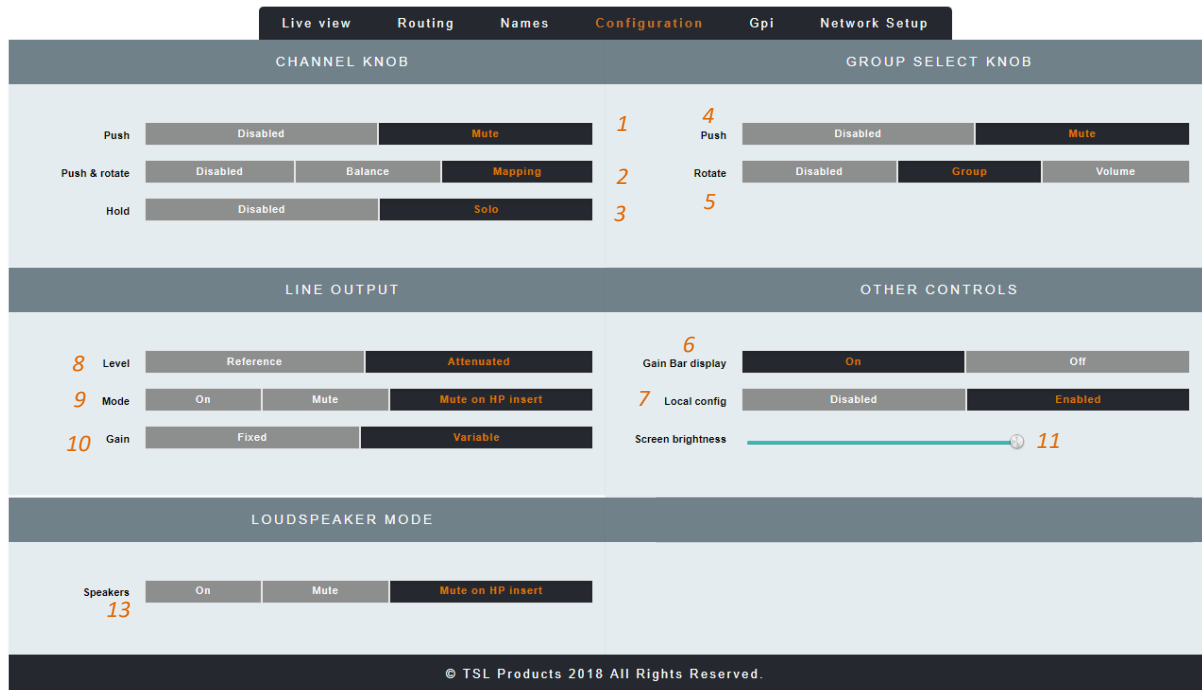 Live view Routing Names Configuration Gpi Network Setup
CHANNEL KNOB
Push Disabled Mute 1
Push & rotate Disabled Balance Mapping 2
Hold Disabled Solo 3
GROUP SELECT KNOB
4
Push Disabled Mute
Rotate Disabled Group Volume
5
LINE OUTPUT
8 Level Reference Attenuated
9 Mode On Mute Mute on HP insert
10 Gain Fixed Variable
OTHER CONTROLS
6
Gain Bar display On Off
7 Local config Disabled Enabled
Screen brightness 11
LOUDSPEAKER MODE
Speakers On Mute Mute on HP insert
13
© TSL Products 2018 All Rights Reserved.